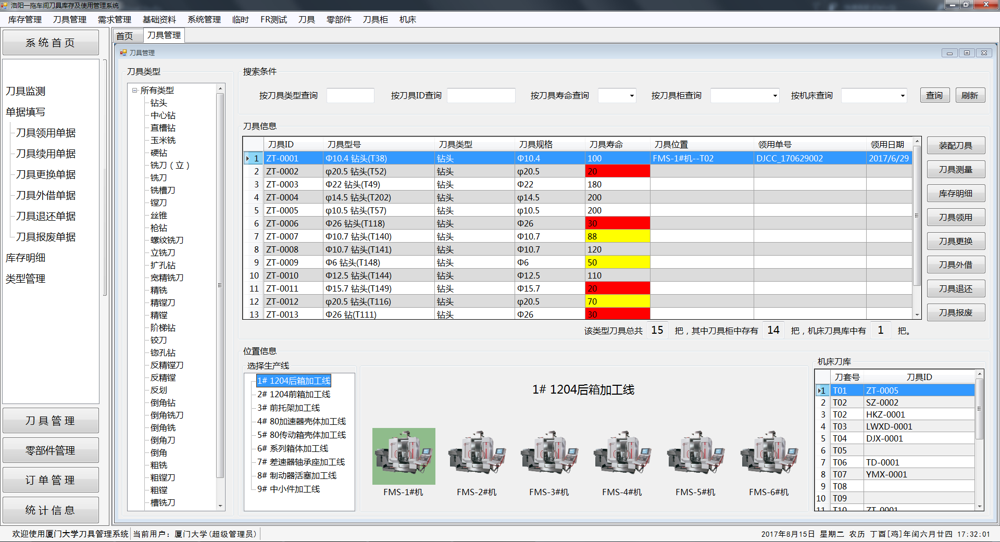 洛阳一拖车间刀具库存及使用管理系统
库存管理 刀具管理 需求管理 基础资料 系统管理 临时 FR测试 刀具 零部件 刀具柜 机床
系统首页
刀具监测
单据填写
刀具领用单据
刀具续用单据
刀具更换单据
刀具外借单据
刀具退还单据
刀具报废单据
库存明细
类型管理
刀具管理
零部件管理
订单管理
统计信息
首页 刀具管理
刀具管理
刀具类型
所有类型
钻头
中心钻
直槽钻
玉米铣
硬钻
铣刀（立）
铣刀
铣槽刀
镗刀
丝锥
枪钻
螺纹铣刀
立铣刀
扩孔钻
宽精铣刀
精铣
精镗刀
精镗
阶梯钻
铰刀
锪孔钻
反精镗刀
反精镗
反划
倒角钻
倒角铣刀
倒角铣
倒角刀
倒角
粗铣
粗镗刀
粗镗
槽铣刀
搜索条件
按刀具类型查询 按刀具ID查询 按刀具寿命查询 按刀具柜查询 按机床查询 查询 刷新
刀具信息
刀具ID 刀具型号 刀具类型 刀具规格 刀具寿命 刀具位置 领用单号 领用日期
1 ZT-0001 Φ10.4 钻头(T38) 钻头 Φ10.4 100 FMS-1#机--T02 DJCC_170629002 2017/6/29
2 ZT-0002 φ20.5 钻头(T52) 钻头 φ20.5 20
3 ZT-0003 Φ22 钻头(T49) 钻头 Φ22 180
4 ZT-0004 φ14.5 钻头(T202) 钻头 φ14.5 200
5 ZT-0005 φ10.5 钻头(T57) 钻头 φ10.5 200
6 ZT-0006 Φ26 钻头(T118) 钻头 Φ26 30
7 ZT-0007 Φ10.7 钻头(T140) 钻头 Φ10.7 88
8 ZT-0008 Φ10.7 钻头(T141) 钻头 Φ10.7 120
9 ZT-0009 Φ6 钻头(T148) 钻头 Φ6 50
10 ZT-0010 Φ12.5 钻头(T144) 钻头 Φ12.5 110
11 ZT-0011 Φ15.7 钻头(T149) 钻头 Φ15.7 20
12 ZT-0012 φ20.5 钻头(T116) 钻头 φ20.5 70
13 ZT-0013 Φ26 钻(T111) 钻头 Φ26 30
装配刀具
刀具测量
库存明细
刀具领用
刀具更换
刀具外借
刀具退还
刀具报废
该类型刀具总共 15 把，其中刀具柜中存有 14 把，机床刀具库中有 1 把。
位置信息
选择生产线
1# 1204后箱加工线
2# 1204前箱加工线
3# 前托架加工线
4# 80加速器壳体加工线
5# 80传动箱壳体加工线
6# 系列箱体加工线
7# 差速器轴承座加工线
8# 制动器活塞加工线
9# 中小件加工线
1# 1204后箱加工线
FMS-1#机 FMS-2#机 FMS-3#机 FMS-4#机 FMS-5#机 FMS-6#机
机床刀库
刀套号 刀具ID
1 T01 ZT-0005
2 T02 SZ-0002
3 T02 HKZ-0001
4 T03 LWXD-0001
5 T04 DJX-0001
6 T05
7 T06 TD-0001
8 T07 YMX-0001
9 T08
10 T09
11 T10 ZT-0001
欢迎使用厦门大学刀具管理系统 当前用户：厦门大学(超级管理员)
2017年8月15日 星期二 农历 丁酉[鸡]年闰六月廿四 17:32:01